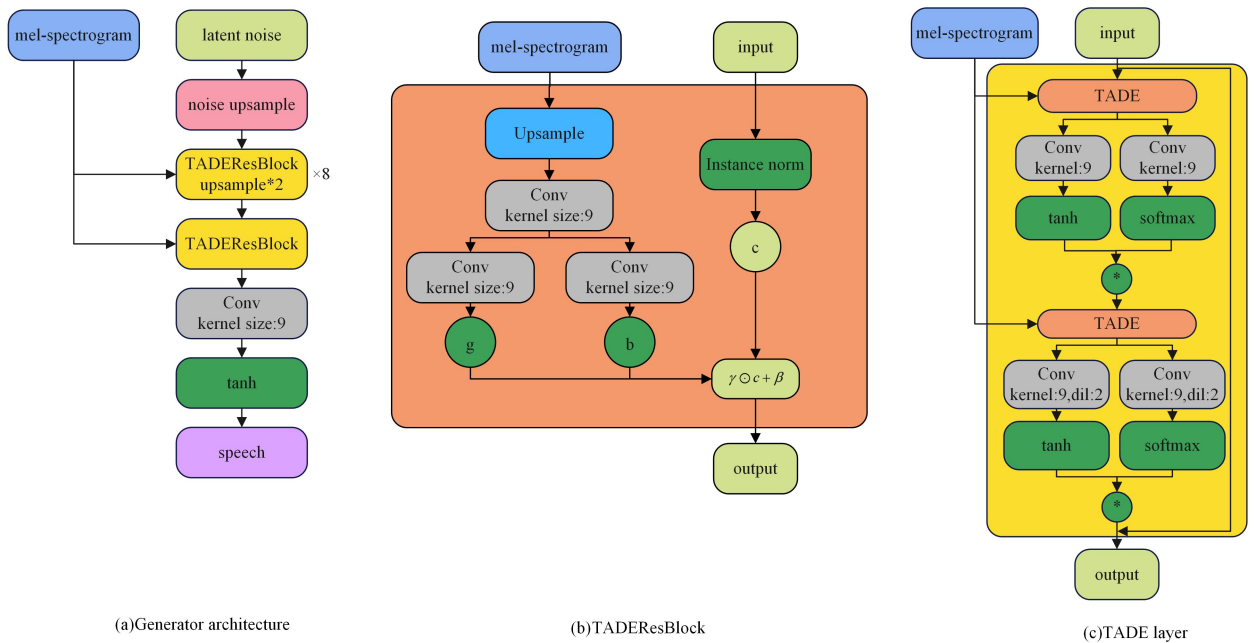 mel-spectrogram
latent noise
noise upsample
TADEResBlock
upsample*2
×8
TADEResBlock
Conv
kernel size:9
tanh
speech
(a)Generator architecture
mel-spectrogram
input
Upsample
Instance norm
Conv
kernel size:9
c
Conv
kernel size:9
Conv
kernel size:9
g
b
γ⊙c+β
output
(b)TADEResBlock
mel-spectrogram
input
TADE
Conv
kernel:9
Conv
kernel:9
tanh
softmax
*
TADE
Conv
kernel:9,dil:2
Conv
kernel:9,dil:2
tanh
softmax
*
output
(c)TADE layer